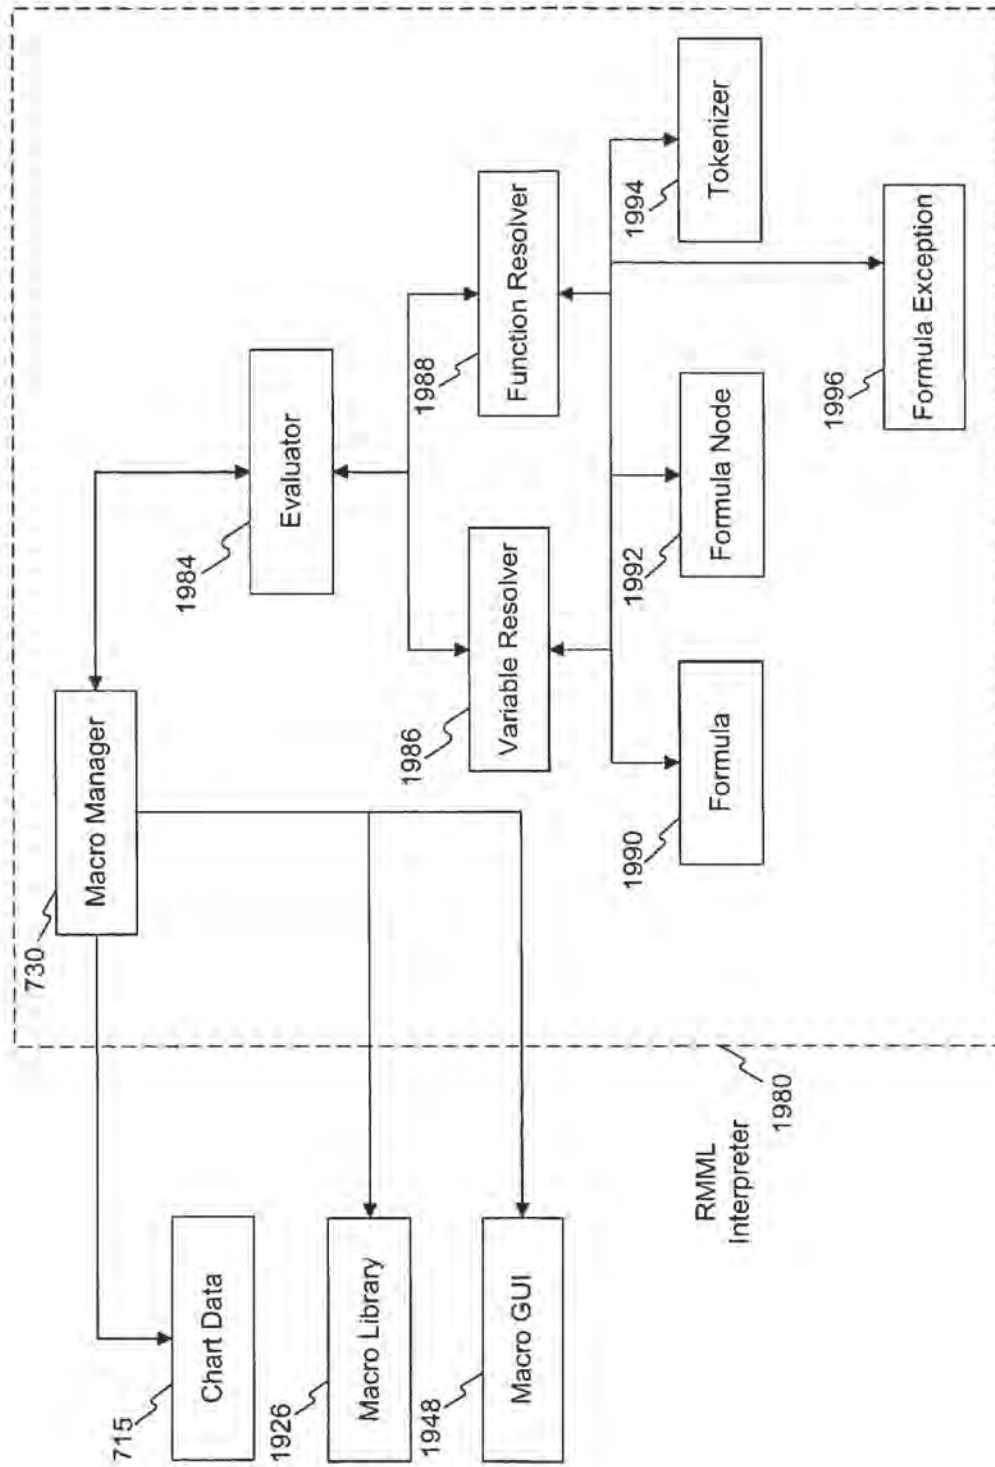 730
Macro Manager
1984
Evaluator
715
Chart Data
1926
Macro Library
1948
Macro GUI
1986
Variable Resolver
1988
Function Resolver
1990
Formula
1992
Formula Node
1994
Tokenizer
1996
Formula Exception
RMML
Interpreter
1980